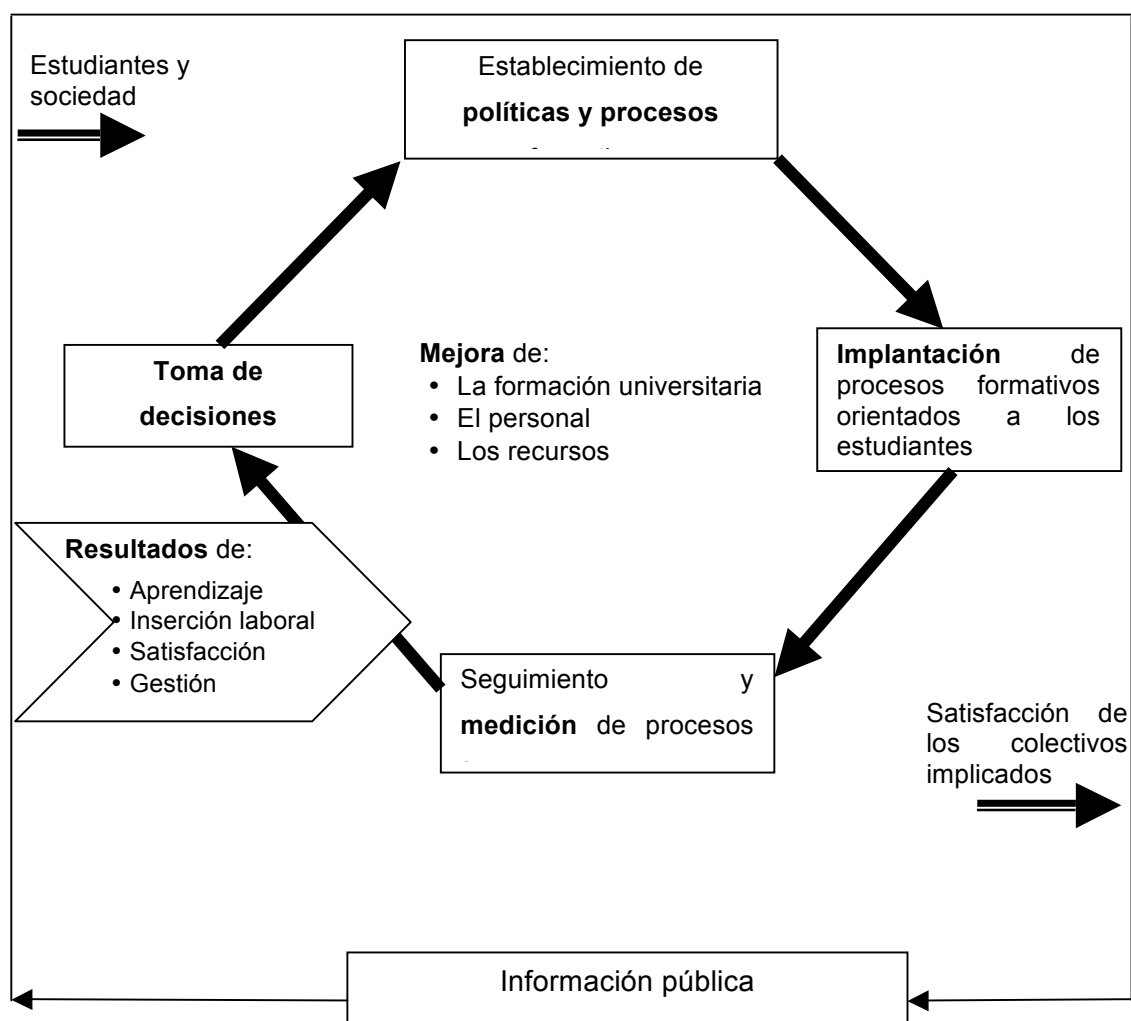 Estudiantes y
sociedad
Establecimiento de
políticas y procesos
Toma de
decisiones
Mejora de:
• La formación universitaria
• El personal
• Los recursos
Implantación de
procesos formativos
orientados a los
estudiantes
Resultados de:
• Aprendizaje
• Inserción laboral
• Satisfacción
• Gestión
Seguimiento y
medición de procesos
Satisfacción de
los colectivos
implicados
Información pública